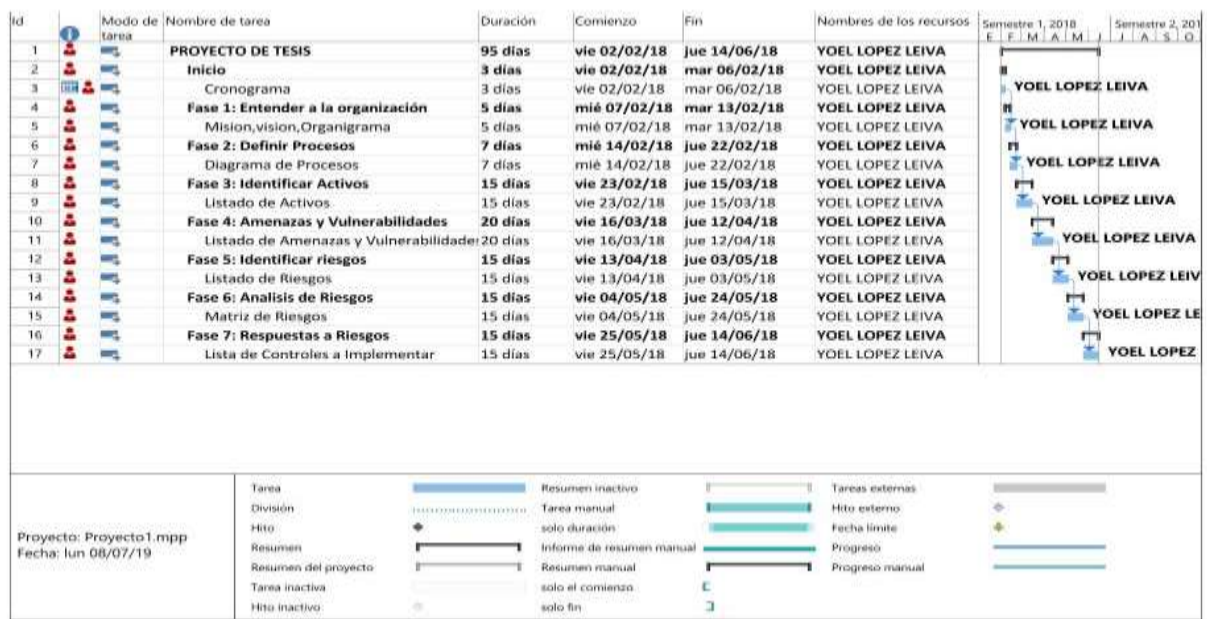 Id Modo de tarea Nombre de tarea Duración Comienzo Fin Nombres de los recursos Semestre 1, 2018 Semestre 2, 201
E F M A M J J A S O
1 PROYECTO DE TESIS 95 días vie 02/02/18 jue 14/06/18 YOEL LOPEZ LEIVA
2 Inicio 3 días vie 02/02/18 mar 06/02/18 YOEL LOPEZ LEIVA
3 Cronograma 3 días vie 02/02/18 mar 06/02/18 YOEL LOPEZ LEIVA YOEL LOPEZ LEIVA
4 Fase 1: Entender a la organización 5 días mié 07/02/18 mar 13/02/18 YOEL LOPEZ LEIVA
5 Mision,vision,Organigrama 5 días mié 07/02/18 mar 13/02/18 YOEL LOPEZ LEIVA YOEL LOPEZ LEIVA
6 Fase 2: Definir Procesos 7 días mié 14/02/18 jue 22/02/18 YOEL LOPEZ LEIVA
7 Diagrama de Procesos 7 días mié 14/02/18 jue 22/02/18 YOEL LOPEZ LEIVA YOEL LOPEZ LEIVA
8 Fase 3: Identificar Activos 15 días vie 23/02/18 jue 15/03/18 YOEL LOPEZ LEIVA
9 Listado de Activos 15 días vie 23/02/18 jue 15/03/18 YOEL LOPEZ LEIVA YOEL LOPEZ LEIVA
10 Fase 4: Amenazas y Vulnerabilidades 20 días vie 16/03/18 jue 12/04/18 YOEL LOPEZ LEIVA
11 Listado de Amenazas y Vulnerabilidades 20 días vie 16/03/18 jue 12/04/18 YOEL LOPEZ LEIVA YOEL LOPEZ LEIVA
12 Fase 5: Identificar riesgos 15 días vie 13/04/18 jue 03/05/18 YOEL LOPEZ LEIVA
13 Listado de Riesgos 15 días vie 13/04/18 jue 03/05/18 YOEL LOPEZ LEIVA YOEL LOPEZ LEIV
14 Fase 6: Analisis de Riesgos 15 días vie 04/05/18 jue 24/05/18 YOEL LOPEZ LEIVA
15 Matriz de Riesgos 15 días vie 04/05/18 jue 24/05/18 YOEL LOPEZ LEIVA YOEL LOPEZ LE
16 Fase 7: Respuestas a Riesgos 15 días vie 25/05/18 jue 14/06/18 YOEL LOPEZ LEIVA
17 Lista de Controles a Implementar 15 días vie 25/05/18 jue 14/06/18 YOEL LOPEZ LEIVA YOEL LOPEZ
Proyecto: Proyecto1.mpp
Fecha: lun 08/07/19
Tarea Resumen inactivo Tareas externas
División Tarea manual Hito externo
Hito solo duración Fecha límite
Resumen Informe de resumen manual Progreso
Resumen del proyecto Resumen manual Progreso manual
Tarea inactiva solo el comienzo
Hito inactivo solo fin